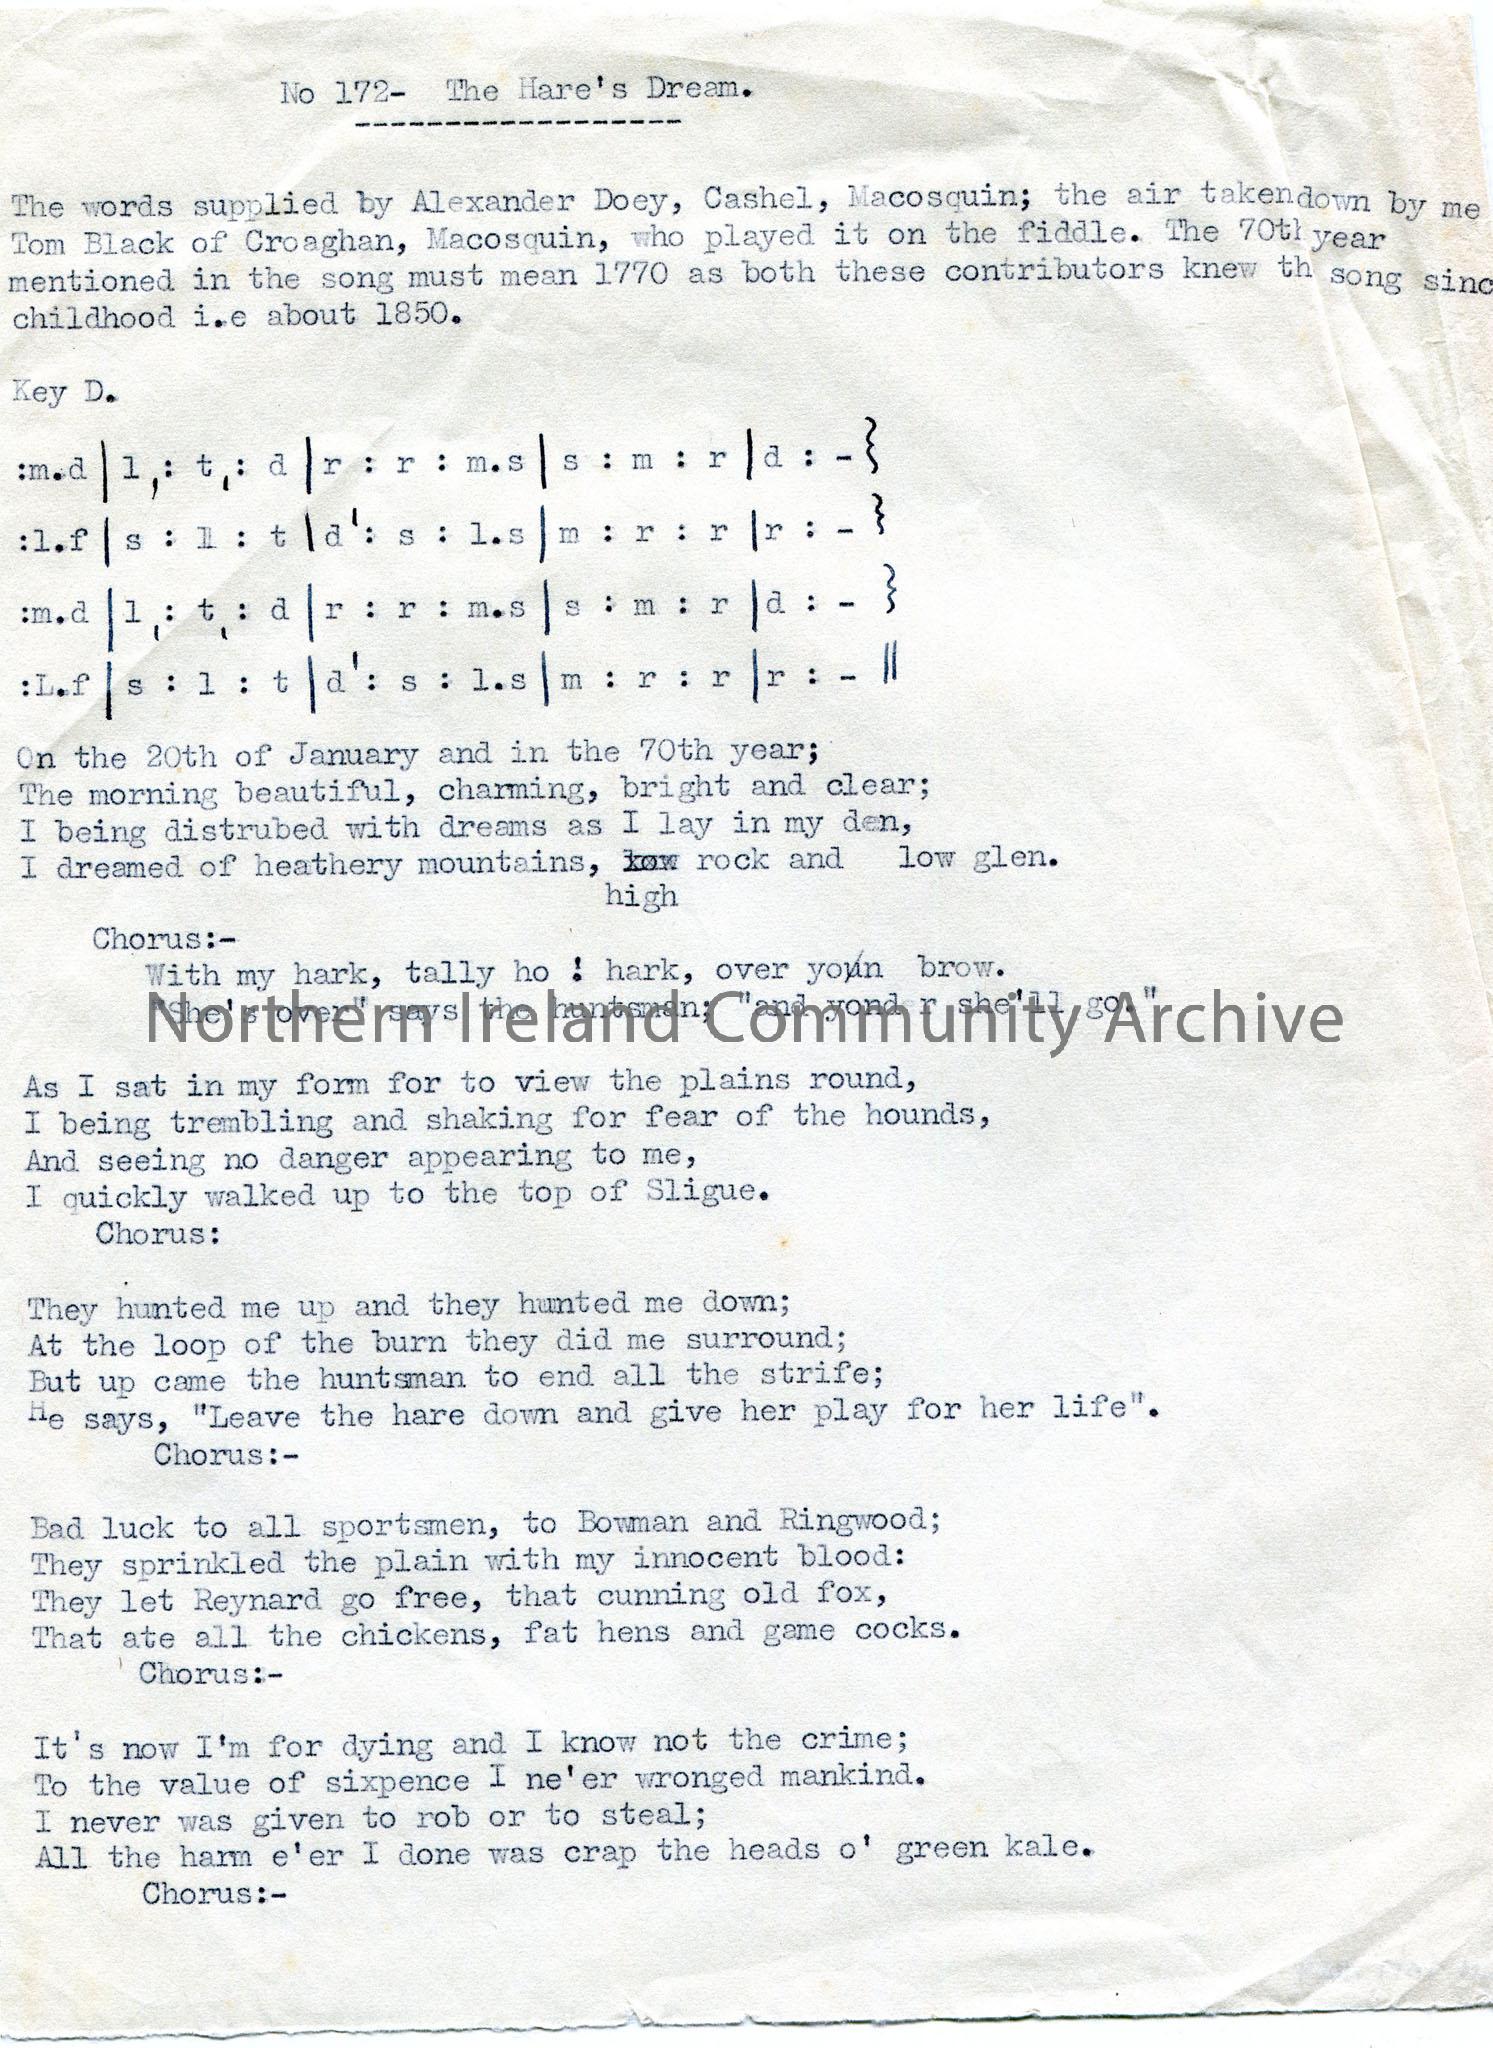 No 172- The Hare's Dream.
------------------
The words supplied by Alexander Doey, Cashel, Macosquin; the air takendown by me
Tom Black of Croaghan, Macosquin, who played it on the fiddle. The 70th year
mentioned in the song must mean 1770 as both these contributors knew th song sinc
childhood i.e about 1850.
Key D.
:m.d | l, : t, : d | r : r : m.s | s : m : r | d : - }
:l.f | s : l : t | d' : s : l.s | m : r : r | r : - }
:m.d | l, : t, : d | r : r : m.s | s : m : r | d : - }
:L.f | s : l : t | d' : s : l.s | m : r : r | r : - ||
On the 20th of January and in the 70th year;
The morning beautiful, charming, bright and clear;
I being distrubed with dreams as I lay in my den,
I dreamed of heathery mountains, low rock and low glen.
high
Chorus:-
With my hark, tally ho ! hark, over yon brow.
"She's over" says the huntsman; "and yond r she'll go."
Northern Ireland Community Archive
As I sat in my form for to view the plains round,
I being trembling and shaking for fear of the hounds,
And seeing no danger appearing to me,
I quickly walked up to the top of Sligue.
Chorus:
They hunted me up and they hunted me down;
At the loop of the burn they did me surround;
But up came the huntsman to end all the strife;
He says, "Leave the hare down and give her play for her life".
Chorus:-
Bad luck to all sportsmen, to Bowman and Ringwood;
They sprinkled the plain with my innocent blood:
They let Reynard go free, that cunning old fox,
That ate all the chickens, fat hens and game cocks.
Chorus:-
It's now I'm for dying and I know not the crime;
To the value of sixpence I ne'er wronged mankind.
I never was given to rob or to steal;
All the harm e'er I done was crap the heads o' green kale.
Chorus:-